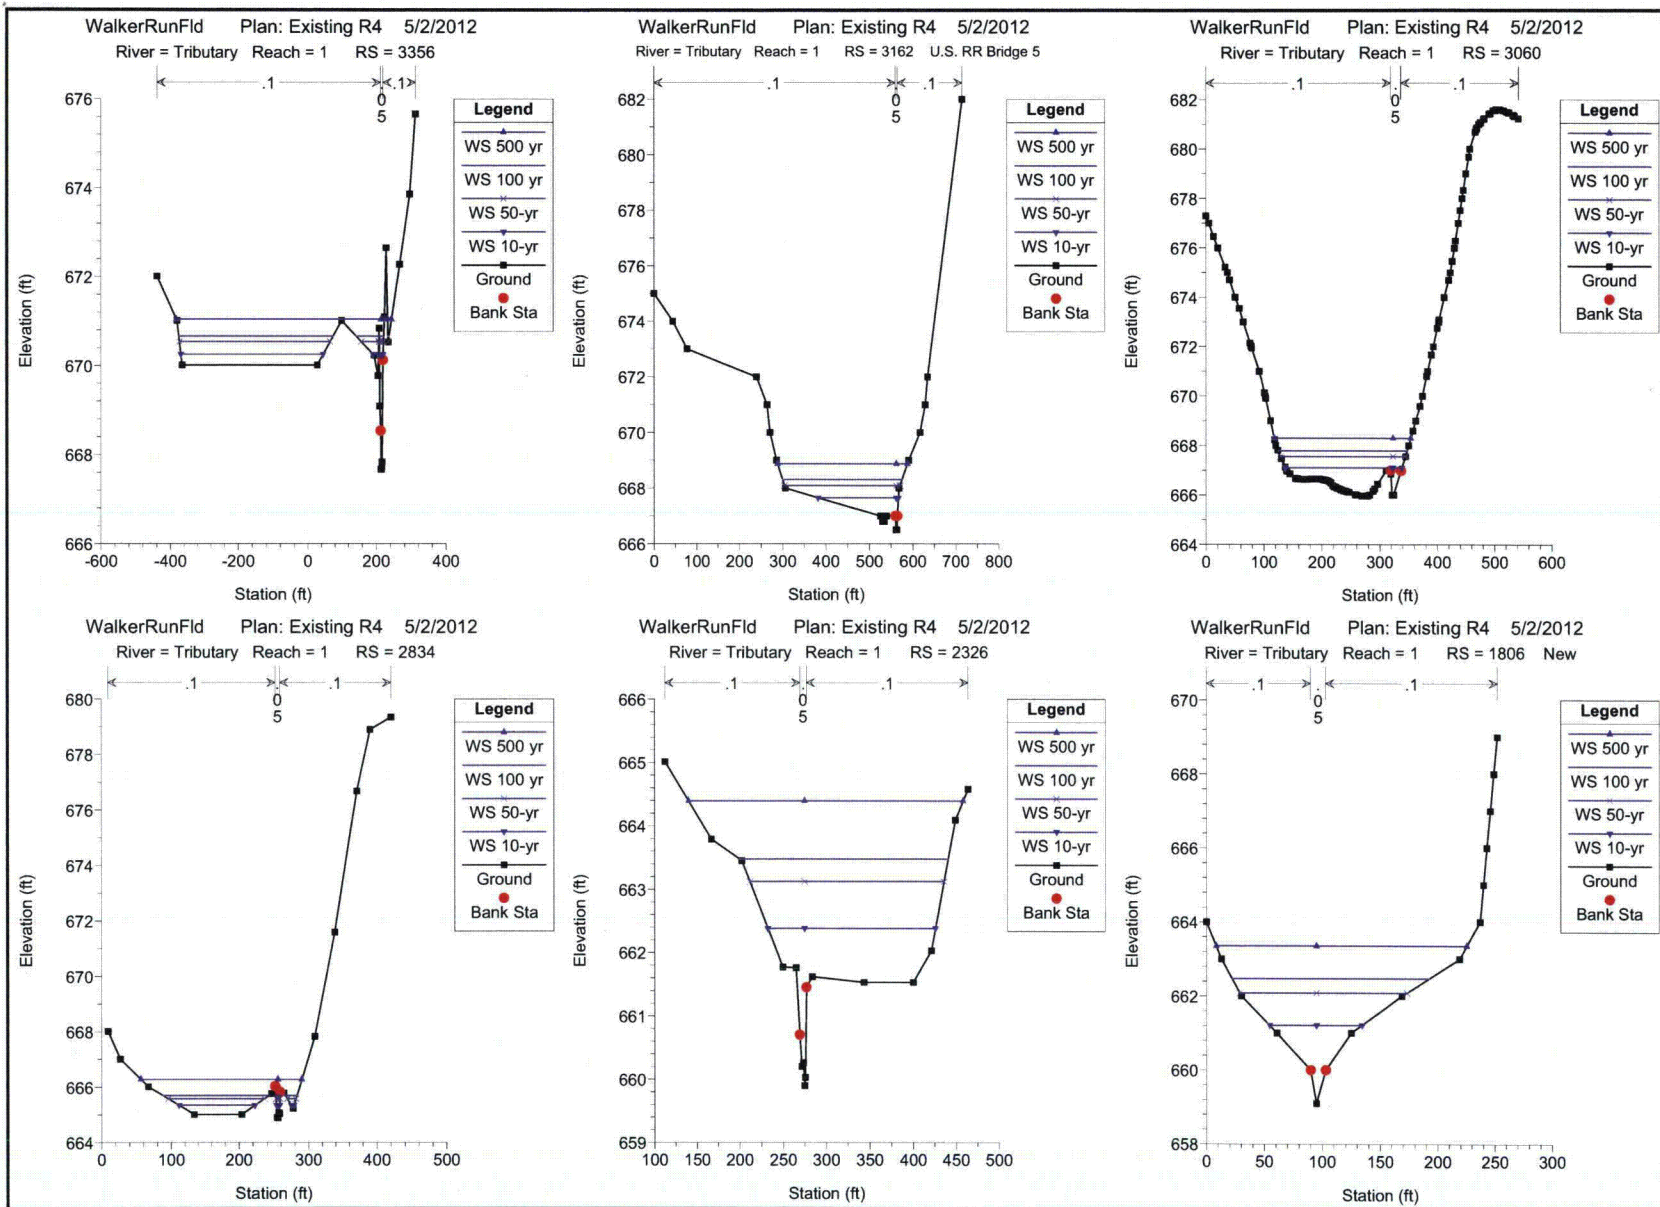 WalkerRunFld Plan: Existing R4 5/2/2012
River = Tributary Reach = 1 RS = 3356
.1
.1
0
5
676
674
672
670
668
666
-600
-400
-200
0
200
400
Elevation (ft)
Station (ft)
Legend
WS 500 yr
WS 100 yr
WS 50-yr
WS 10-yr
Ground
Bank Sta
WalkerRunFld Plan: Existing R4 5/2/2012
River = Tributary Reach = 1 RS = 3162 U.S. RR Bridge 5
.1
.1
0
5
682
680
678
676
674
672
670
668
666
0
100
200
300
400
500
600
700
800
Elevation (ft)
Station (ft)
Legend
WS 500 yr
WS 100 yr
WS 50-yr
WS 10-yr
Ground
Bank Sta
WalkerRunFld Plan: Existing R4 5/2/2012
River = Tributary Reach = 1 RS = 3060
.1
.1
.
0
5
682
680
678
676
674
672
670
668
666
664
0
100
200
300
400
500
600
Elevation (ft)
Station (ft)
Legend
WS 500 yr
WS 100 yr
WS 50-yr
WS 10-yr
Ground
Bank Sta
WalkerRunFld Plan: Existing R4 5/2/2012
River = Tributary Reach = 1 RS = 2834
.1
.1
.
0
5
680
678
676
674
672
670
668
666
664
0
100
200
300
400
500
Elevation (ft)
Station (ft)
Legend
WS 500 yr
WS 100 yr
WS 50-yr
WS 10-yr
Ground
Bank Sta
WalkerRunFld Plan: Existing R4 5/2/2012
River = Tributary Reach = 1 RS = 2326
.1
.1
.
0
5
666
665
664
663
662
661
660
659
100
150
200
250
300
350
400
450
500
Elevation (ft)
Station (ft)
Legend
WS 500 yr
WS 100 yr
WS 50-yr
WS 10-yr
Ground
Bank Sta
WalkerRunFld Plan: Existing R4 5/2/2012
River = Tributary Reach = 1 RS = 1806 New
.1
.1
.
0
5
670
668
666
664
662
660
658
0
50
100
150
200
250
300
Elevation (ft)
Station (ft)
Legend
WS 500 yr
WS 100 yr
WS 50-yr
WS 10-yr
Ground
Bank Sta